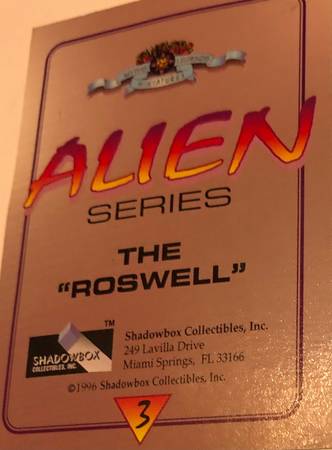 ALIEN
SERIES
THE
"ROSWELL"
SHADOWBOX
COLLECTIBLES, INC.
TM
Shadowbox Collectibles, Inc.
249 Lavilla Drive
Miami Springs, FL 33166
©1996 Shadowbox Collectibles, Inc.
3